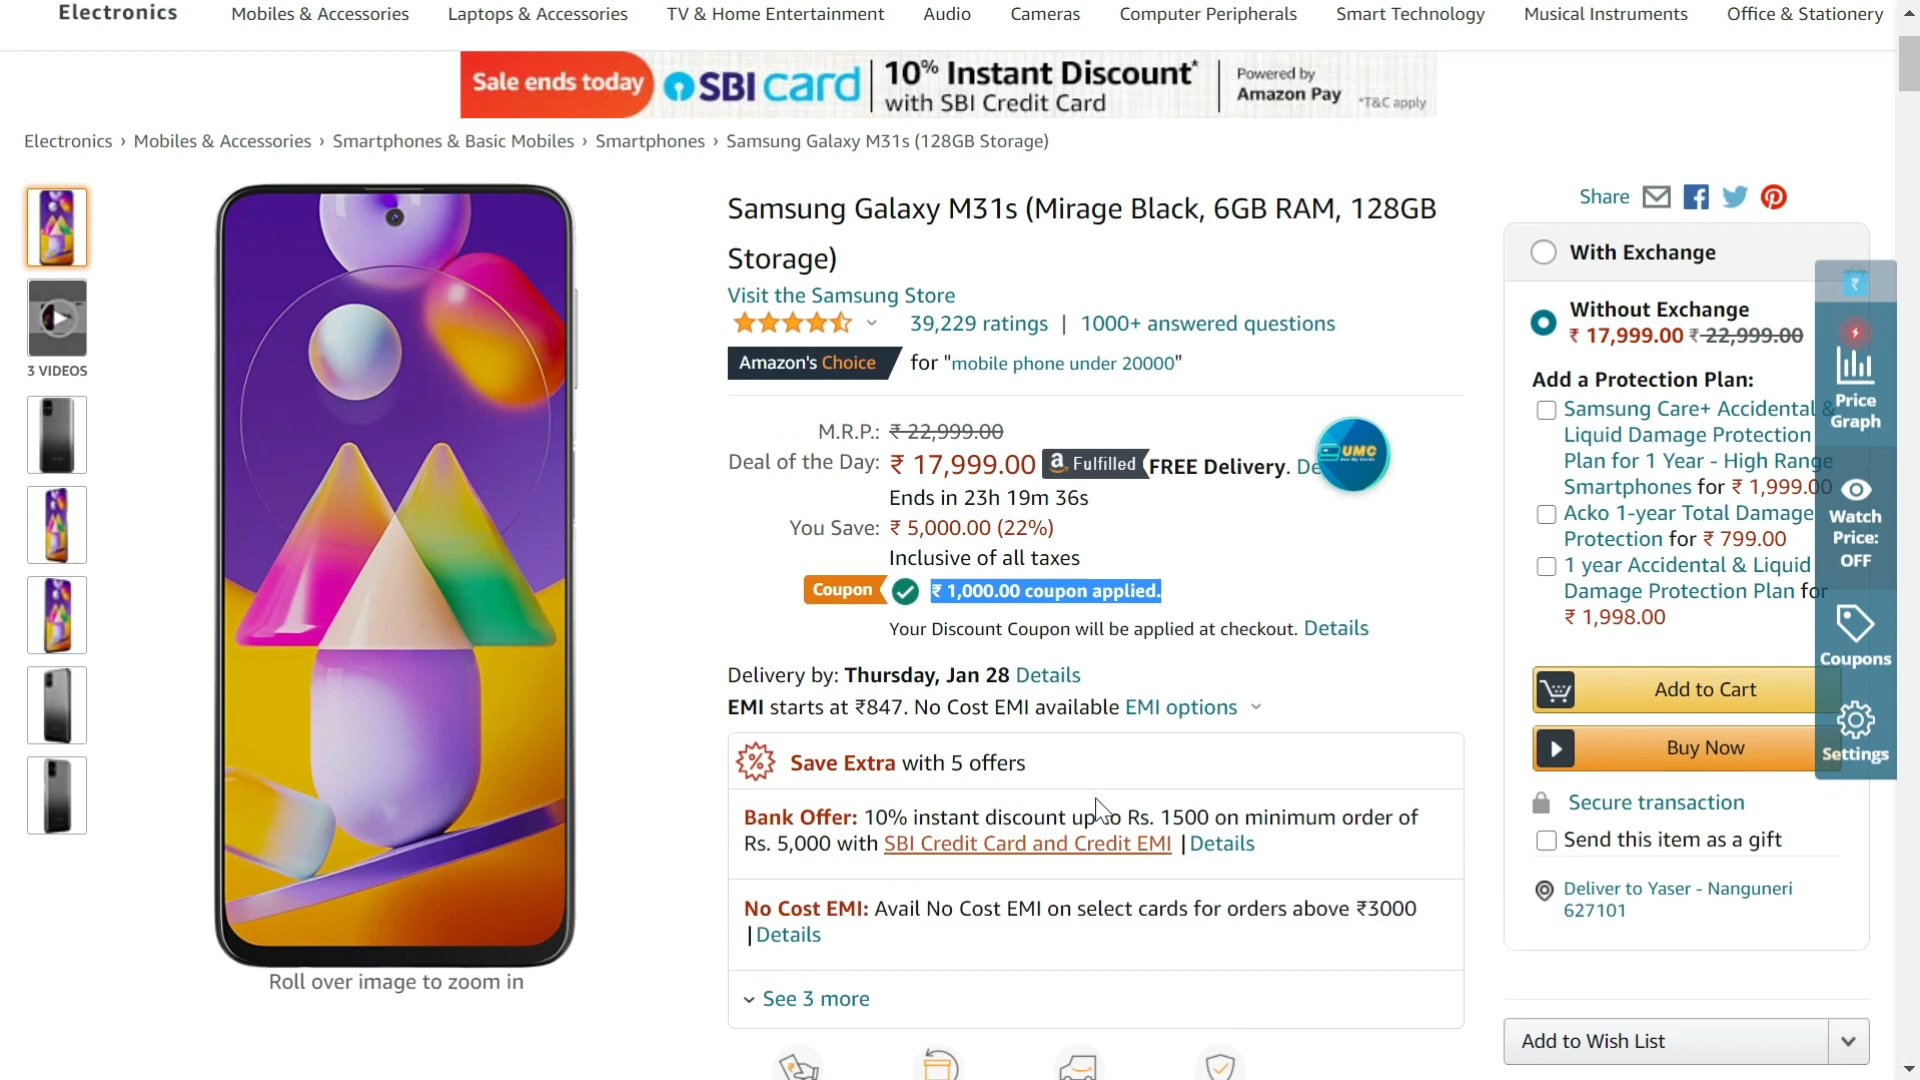 Electronics
Mobiles & Accessories
Laptops & Accessories
TV & Home Entertainment
Audio
Cameras
Computer Peripherals
Smart Technology
Musical Instruments
Office & Stationery
Sale ends today
SBI card
10% Instant Discount*
with SBI Credit Card
Powered by
Amazon Pay
*T&C apply
Electronics › Mobiles & Accessories › Smartphones & Basic Mobiles › Smartphones › Samsung Galaxy M31s (128GB Storage)
3 VIDEOS
Roll over image to zoom in
Samsung Galaxy M31s (Mirage Black, 6GB RAM, 128GB
Storage)
Visit the Samsung Store
39,229 ratings | 1000+ answered questions
Amazon's Choice for "mobile phone under 20000"
M.R.P.: ₹ 22,999.00
Deal of the Day: ₹ 17,999.00 a Fulfilled FREE Delivery. De
UMC
Ends in 23h 19m 36s
You Save: ₹ 5,000.00 (22%)
Inclusive of all taxes
Coupon ₹ 1,000.00 coupon applied.
Your Discount Coupon will be applied at checkout. Details
Delivery by: Thursday, Jan 28 Details
EMI starts at ₹847. No Cost EMI available EMI options
Save Extra with 5 offers
Bank Offer: 10% instant discount up to Rs. 1500 on minimum order of
Rs. 5,000 with SBI Credit Card and Credit EMI | Details
No Cost EMI: Avail No Cost EMI on select cards for orders above ₹3000
| Details
See 3 more
Share
With Exchange
Without Exchange
₹ 17,999.00 ₹ 22,999.00
Add a Protection Plan:
Samsung Care+ Accidental &
Liquid Damage Protection
Plan for 1 Year - High Range
Smartphones for ₹ 1,999.00
Acko 1-year Total Damage
Protection for ₹ 799.00
1 year Accidental & Liquid
Damage Protection Plan for
₹ 1,998.00
Add to Cart
Buy Now
Secure transaction
Send this item as a gift
Deliver to Yaser - Nanguneri
627101
Add to Wish List
₹
Price
Graph
Watch
Price:
OFF
Coupons
Settings